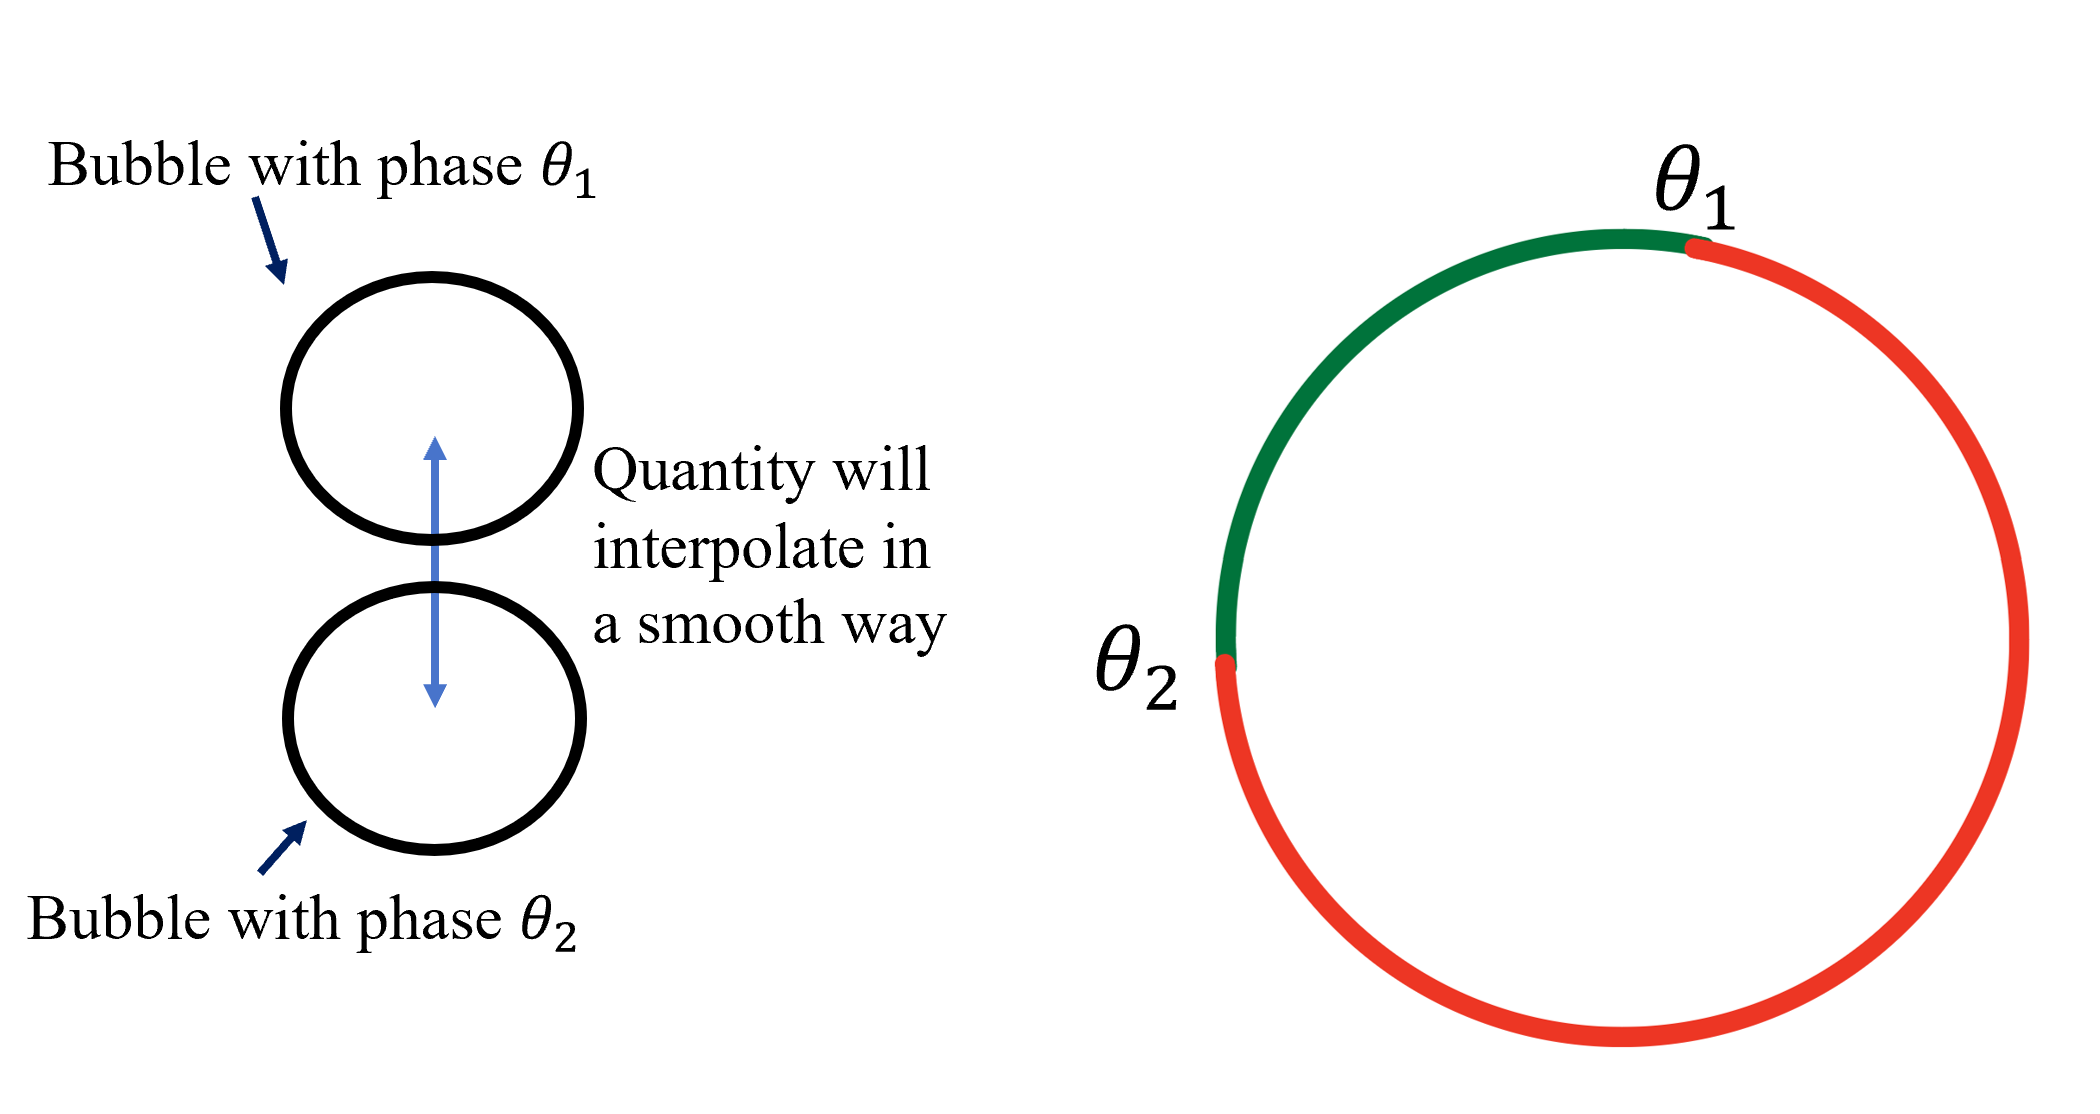 Bubble with phase θ₁
Quantity will
interpolate in
a smooth way
Bubble with phase θ₂
θ₁
θ₂